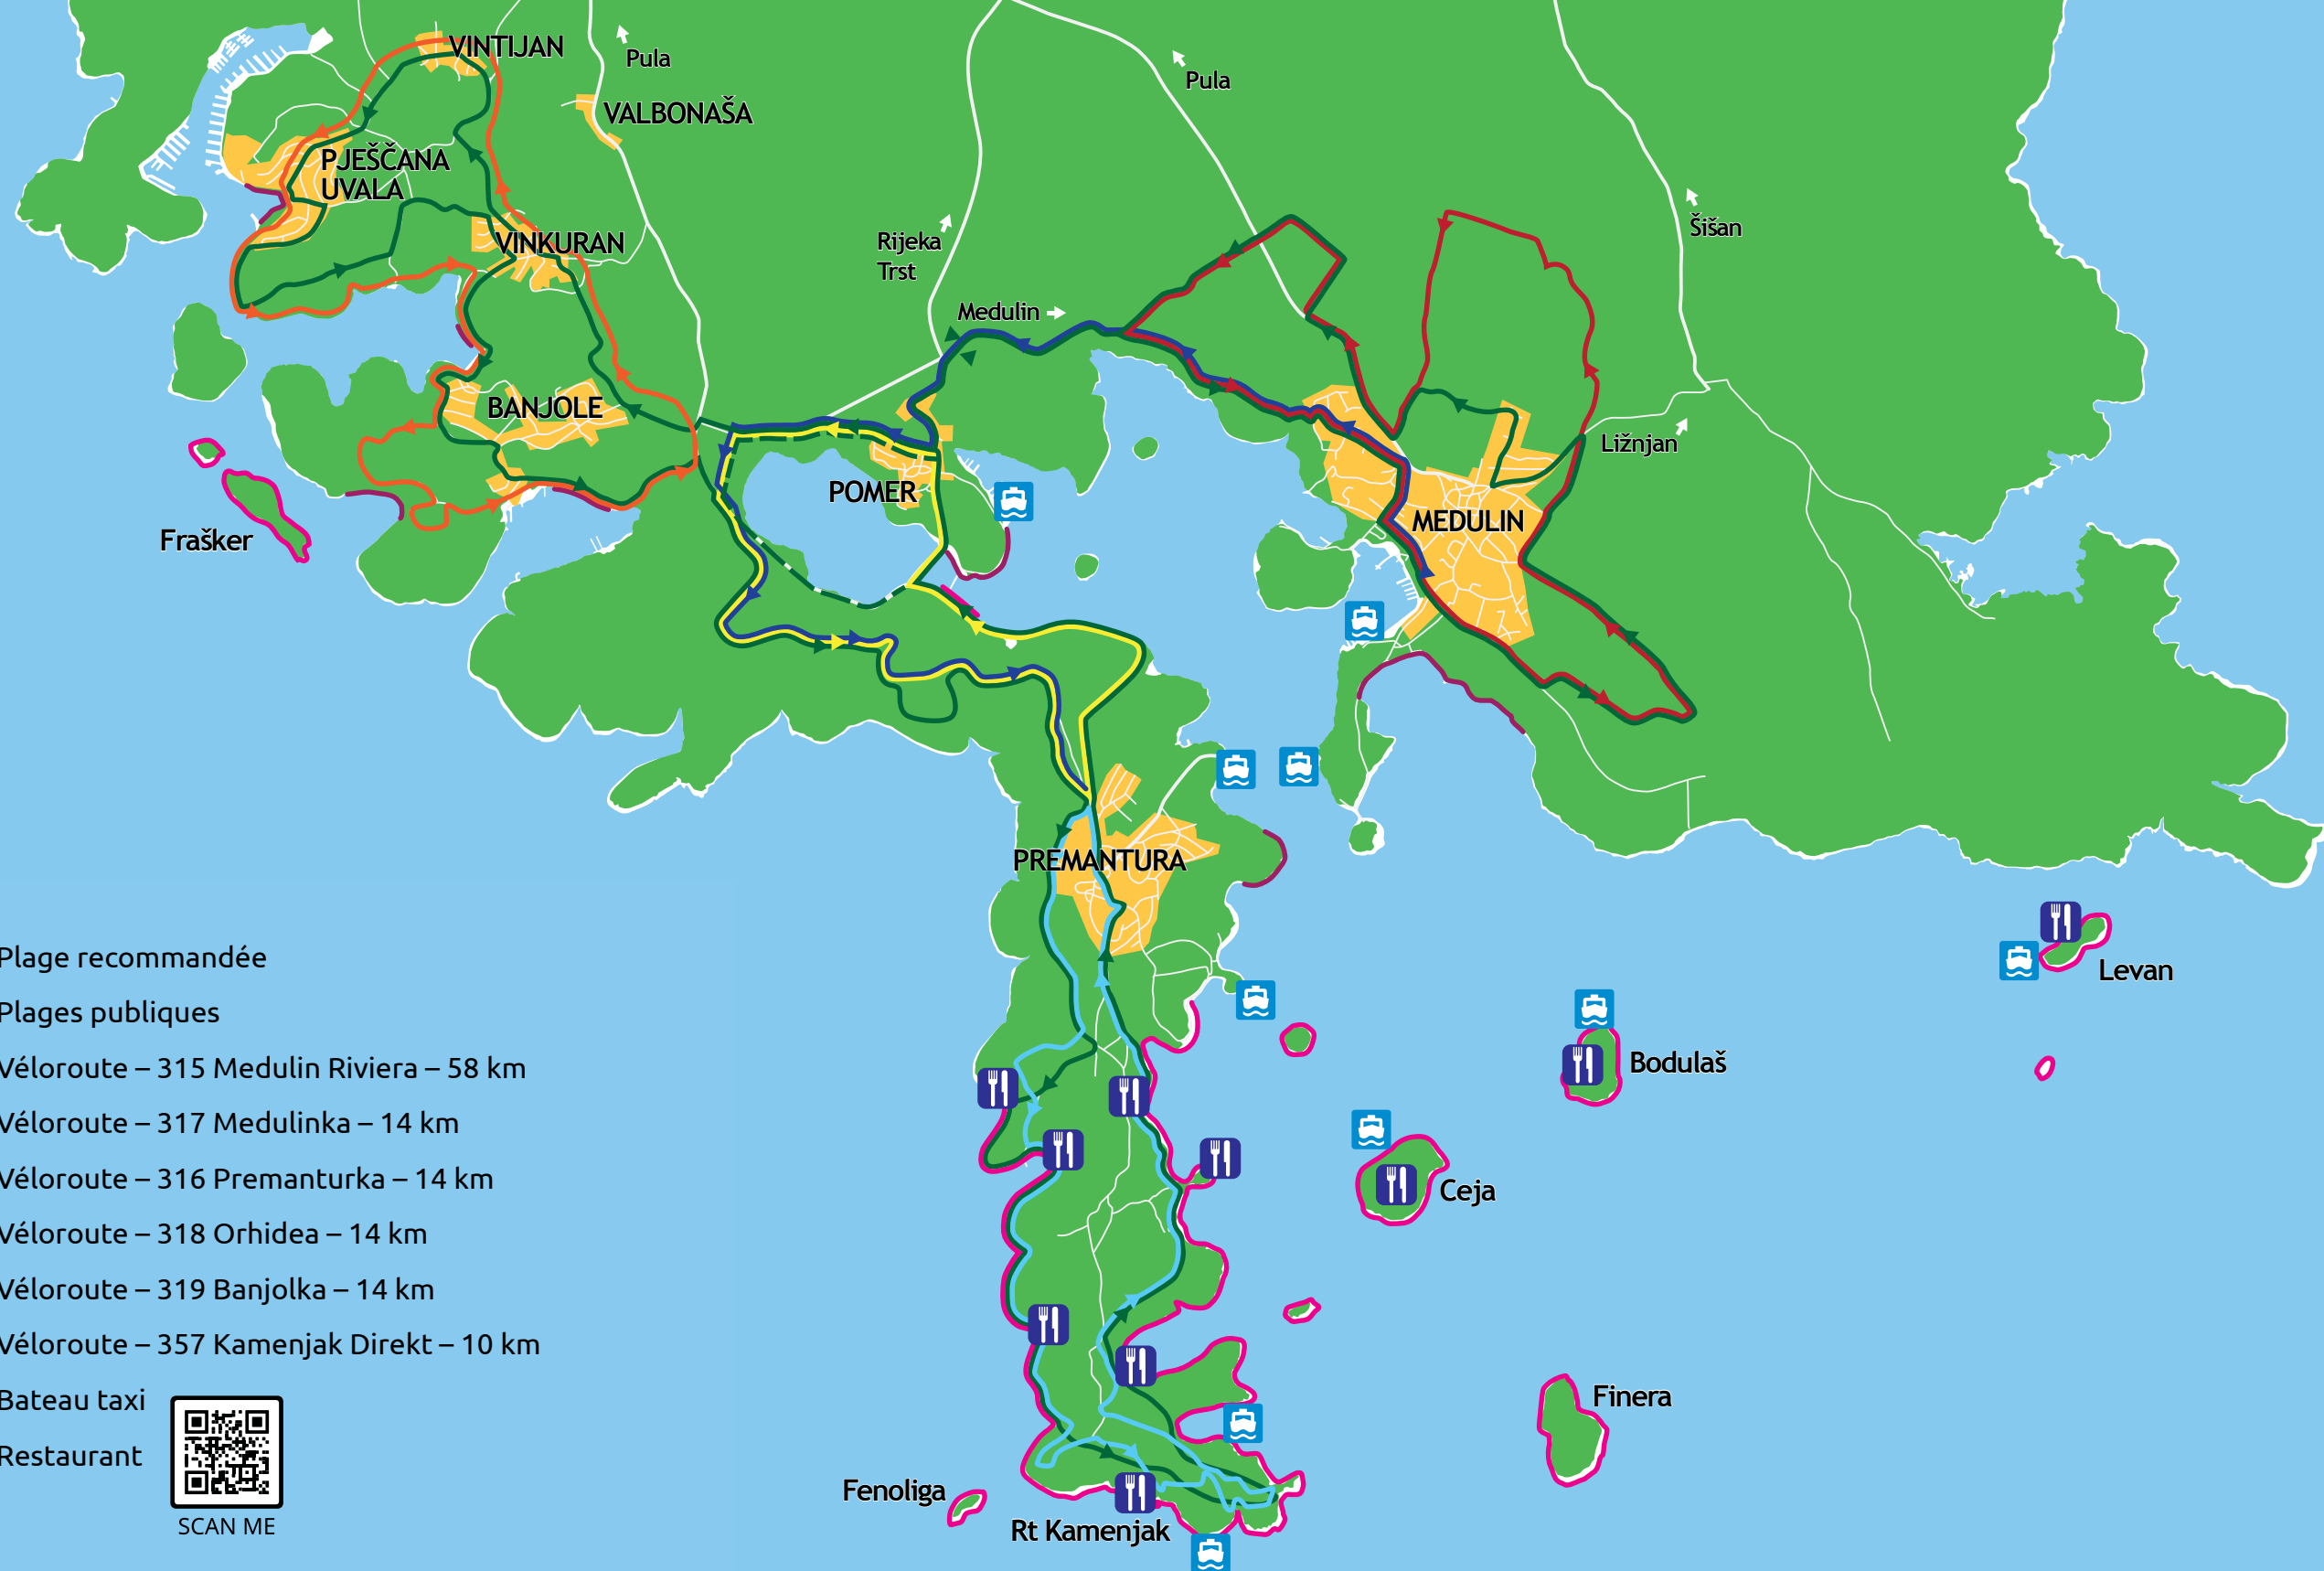 VINTIJAN
Pula
Pula
VALBONAŠA
PJEŠČANA
UVALA
VINKURAN
Rijeka
Trst
Šišan
Medulin
BANJOLE
Ližnjan
POMER
MEDULIN
Frašker
PREMANTURA
Plage recommandée
Levan
Plages publiques
Véloroute – 315 Medulin Riviera – 58 km
Bodulaš
Véloroute – 317 Medulinka – 14 km
Véloroute – 316 Premanturka – 14 km
Ceja
Véloroute – 318 Orhidea – 14 km
Véloroute – 319 Banjolka – 14 km
Véloroute – 357 Kamenjak Direkt – 10 km
Bateau taxi
Finera
Restaurant
Fenoliga
SCAN ME
Rt Kamenjak